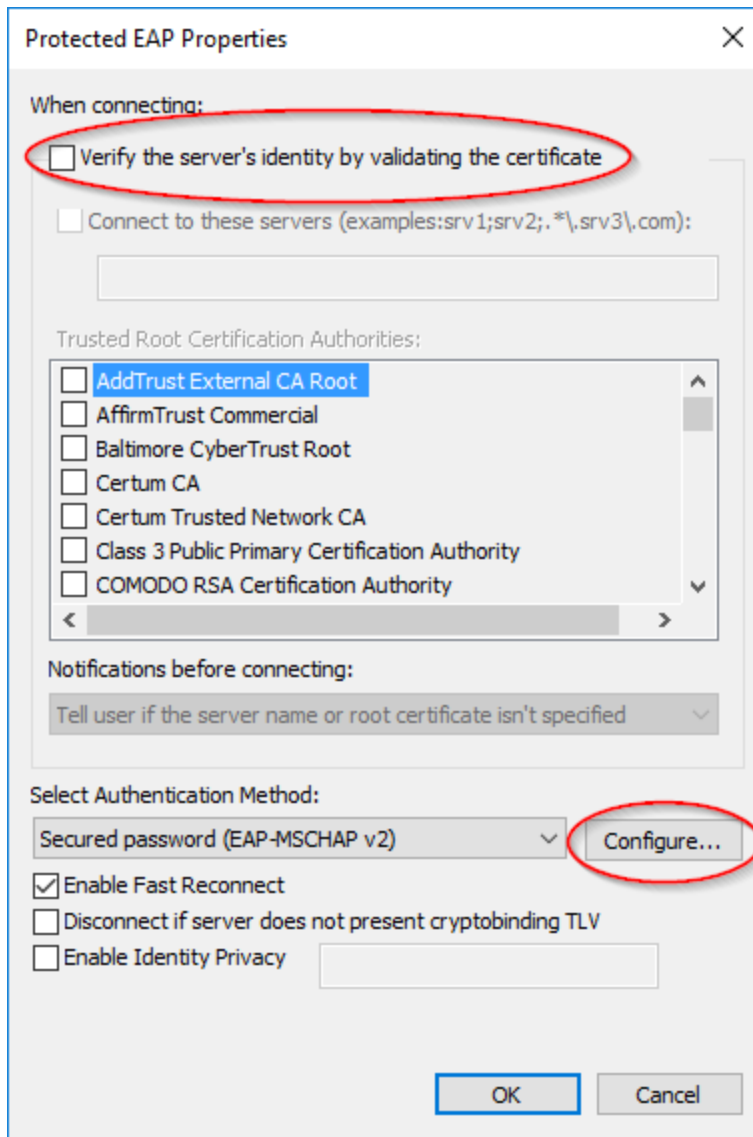 Protected EAP Properties
When connecting:
Verify the server's identity by validating the certificate
Connect to these servers (examples:srv1;srv2;.*\.srv3\.com):
Trusted Root Certification Authorities:
AddTrust External CA Root
AffirmTrust Commercial
Baltimore CyberTrust Root
Certum CA
Certum Trusted Network CA
Class 3 Public Primary Certification Authority
COMODO RSA Certification Authority
Notifications before connecting:
Tell user if the server name or root certificate isn't specified
Select Authentication Method:
Secured password (EAP-MSCHAP v2)
Configure...
Enable Fast Reconnect
Disconnect if server does not present cryptobinding TLV
Enable Identity Privacy
OK
Cancel